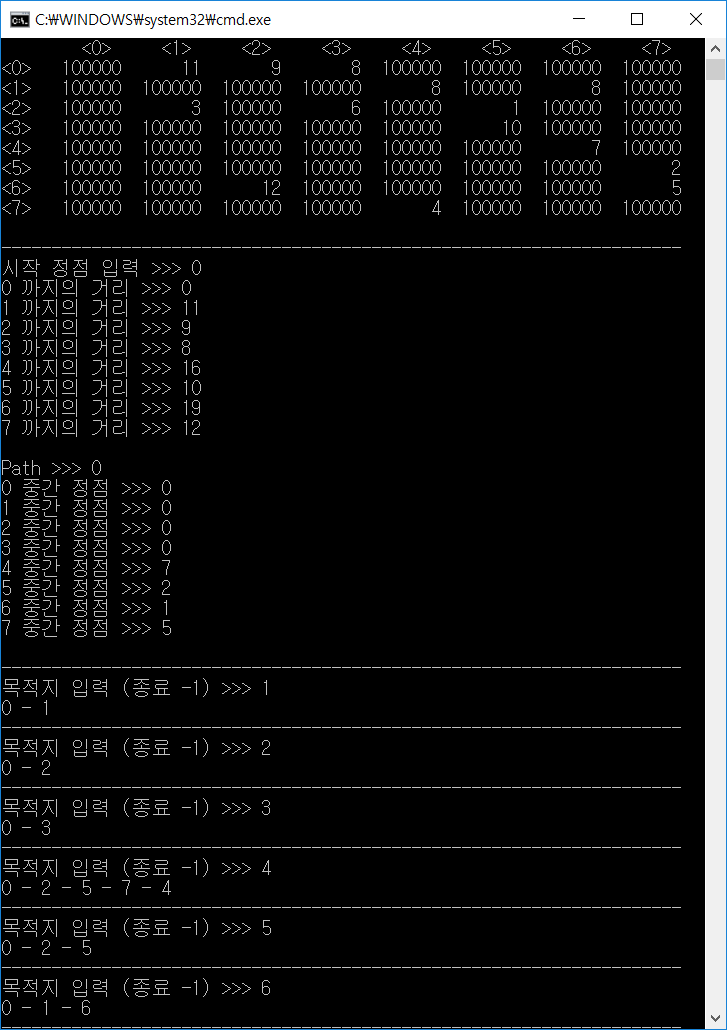 C:₩WINDOWS₩system32₩cmd.exe
<0> <1> <2> <3> <4> <5> <6> <7>
<0> 100000 11 9 8 100000 100000 100000 100000
<1> 100000 100000 100000 100000 8 100000 8 100000
<2> 100000 3 100000 6 100000 1 100000 100000
<3> 100000 100000 100000 100000 100000 10 100000 100000
<4> 100000 100000 100000 100000 100000 100000 7 100000
<5> 100000 100000 100000 100000 100000 100000 100000 2
<6> 100000 100000 12 100000 100000 100000 100000 5
<7> 100000 100000 100000 100000 4 100000 100000 100000
시작 정점 입력 >>> 0
0 까지의 거리 >>> 0
1 까지의 거리 >>> 11
2 까지의 거리 >>> 9
3 까지의 거리 >>> 8
4 까지의 거리 >>> 16
5 까지의 거리 >>> 10
6 까지의 거리 >>> 19
7 까지의 거리 >>> 12
Path >>> 0
0 중간 정점 >>> 0
1 중간 정점 >>> 0
2 중간 정점 >>> 0
3 중간 정점 >>> 0
4 중간 정점 >>> 7
5 중간 정점 >>> 2
6 중간 정점 >>> 1
7 중간 정점 >>> 5
목적지 입력 (종료 -1) >>> 1
0 - 1
목적지 입력 (종료 -1) >>> 2
0 - 2
목적지 입력 (종료 -1) >>> 3
0 - 3
목적지 입력 (종료 -1) >>> 4
0 - 2 - 5 - 7 - 4
목적지 입력 (종료 -1) >>> 5
0 - 2 - 5
목적지 입력 (종료 -1) >>> 6
0 - 1 - 6